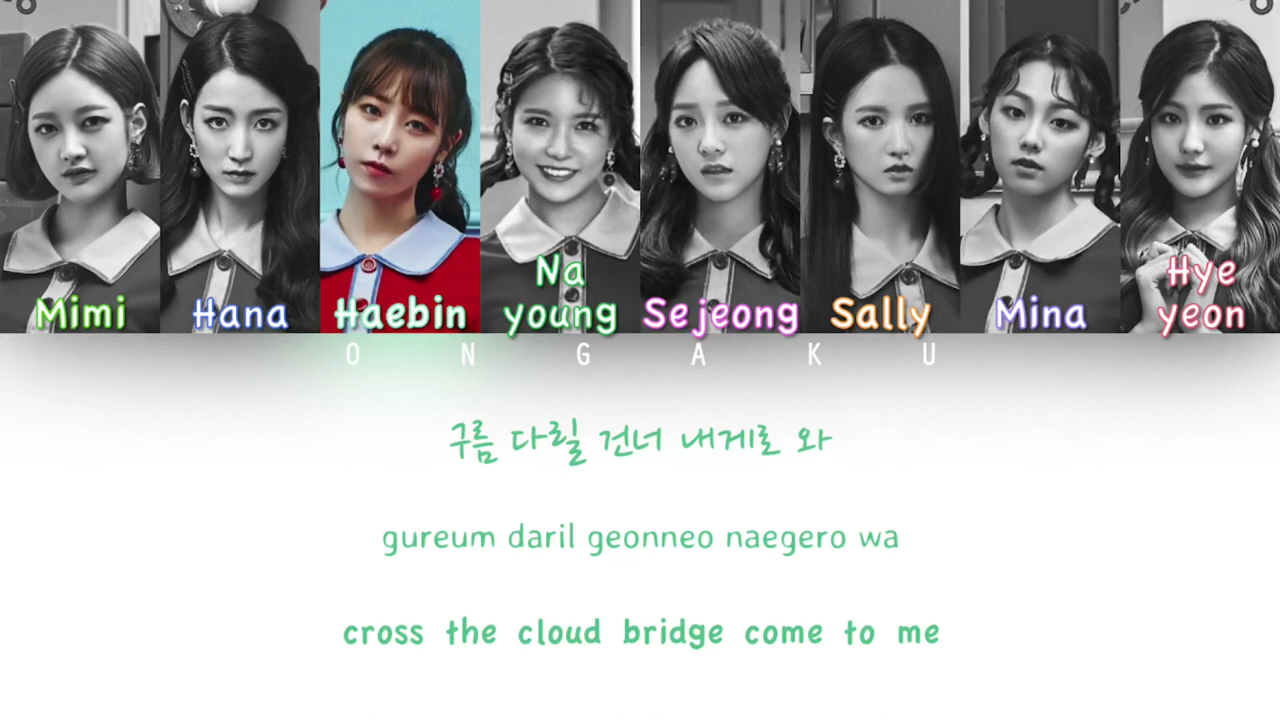 Mimi
Hana
Haebin
Na
young
Sejeong
Sally
Mina
Hye
yeon
O N G A K U
구름 다릴 건너 내게로 와
gureum daril geonneo naegero wa
cross the cloud bridge come to me